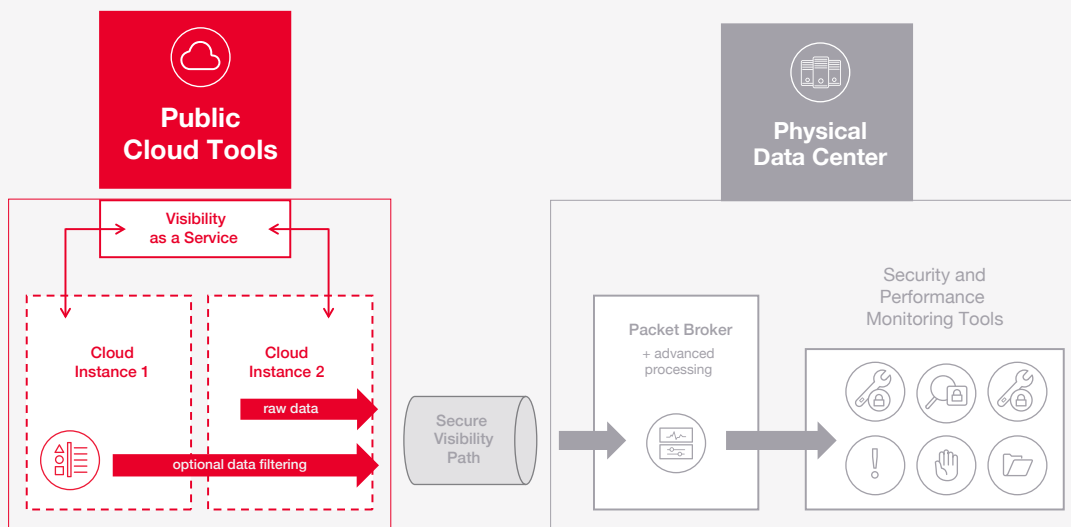 Public
Cloud Tools
Visibility
as a Service
Cloud
Instance 1
Cloud
Instance 2
raw data
optional data filtering
Secure
Visibility
Path
Physical
Data Center
Packet Broker
+ advanced
processing
Security and
Performance
Monitoring Tools